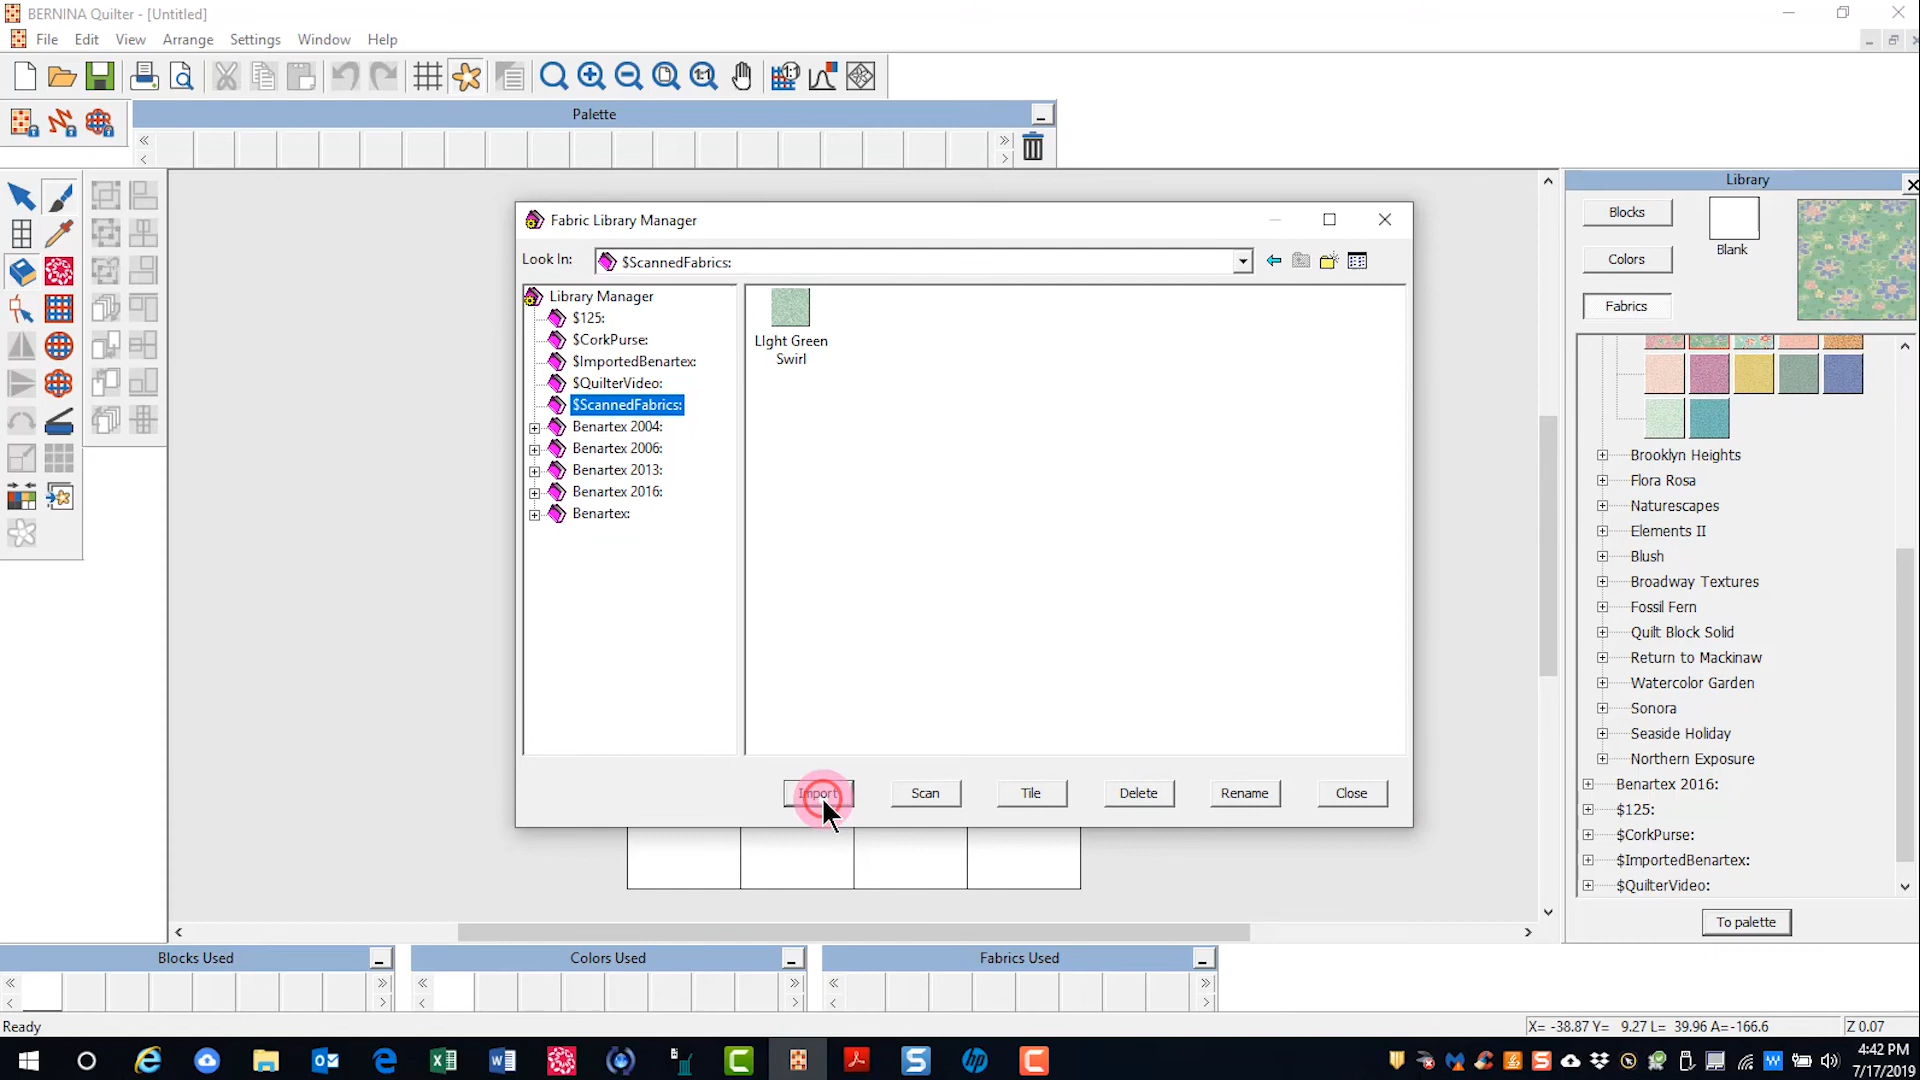 BERNINA Quilter - [Untitled]
File Edit View Arrange Settings Window Help
Palette
Fabric Library Manager
Look In: $ScannedFabrics:
Library Manager
$125:
$CorkPurse:
$ImportedBenartex:
$QuilterVideo:
$ScannedFabrics:
Benartex 2004:
Benartex 2006:
Benartex 2013:
Benartex 2016:
Benartex:
LIght Green
Swirl
Import Scan Tile Delete Rename Close
Library
Blocks
Blank
Colors
Fabrics
Brooklyn Heights
Flora Rosa
Naturescapes
Elements II
Blush
Broadway Textures
Fossil Fern
Quilt Block Solid
Return to Mackinaw
Watercolor Garden
Sonora
Seaside Holiday
Northern Exposure
Benartex 2016:
$125:
$CorkPurse:
$ImportedBenartex:
$QuilterVideo:
To palette
Blocks Used Colors Used Fabrics Used
Ready
X= -38.87 Y= 9.27 L= 39.96 A=-166.6 Z 0.07
4:42 PM
7/17/2019